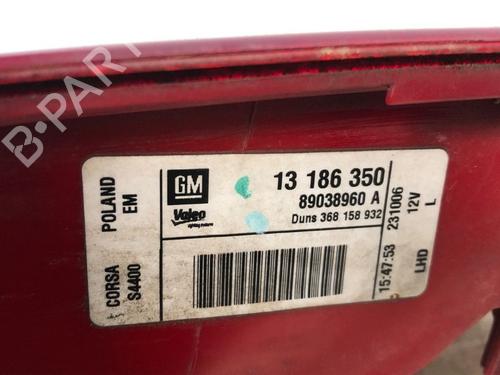 B-PARTS
GM
Valeo
13 186 350
89038960 A
Duns 368 158 932
CORSA POLAND
S4400 EM
15:47:53 231006
LHD 12V
L